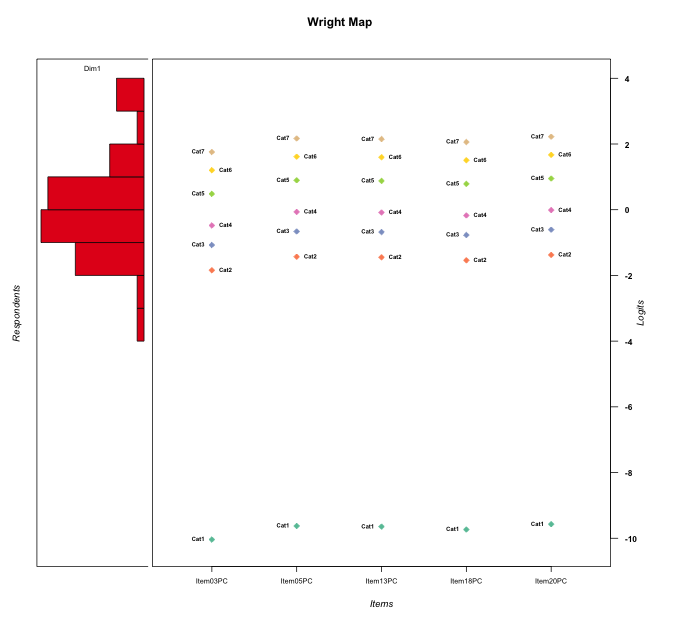 Wright Map
Dim1
Respondents
Cat7 Cat7 Cat7 Cat7 Cat7
Cat6 Cat6 Cat6 Cat6 Cat6
Cat5 Cat5 Cat5 Cat5 Cat5
Cat4 Cat4 Cat4 Cat4 Cat4
Cat3 Cat3 Cat3 Cat3 Cat3
Cat2 Cat2 Cat2 Cat2 Cat2
Cat1 Cat1 Cat1 Cat1 Cat1
4
2
0
-2
-4
-6
-8
-10
Logits
Item03PC Item05PC Item13PC Item18PC Item20PC
Items